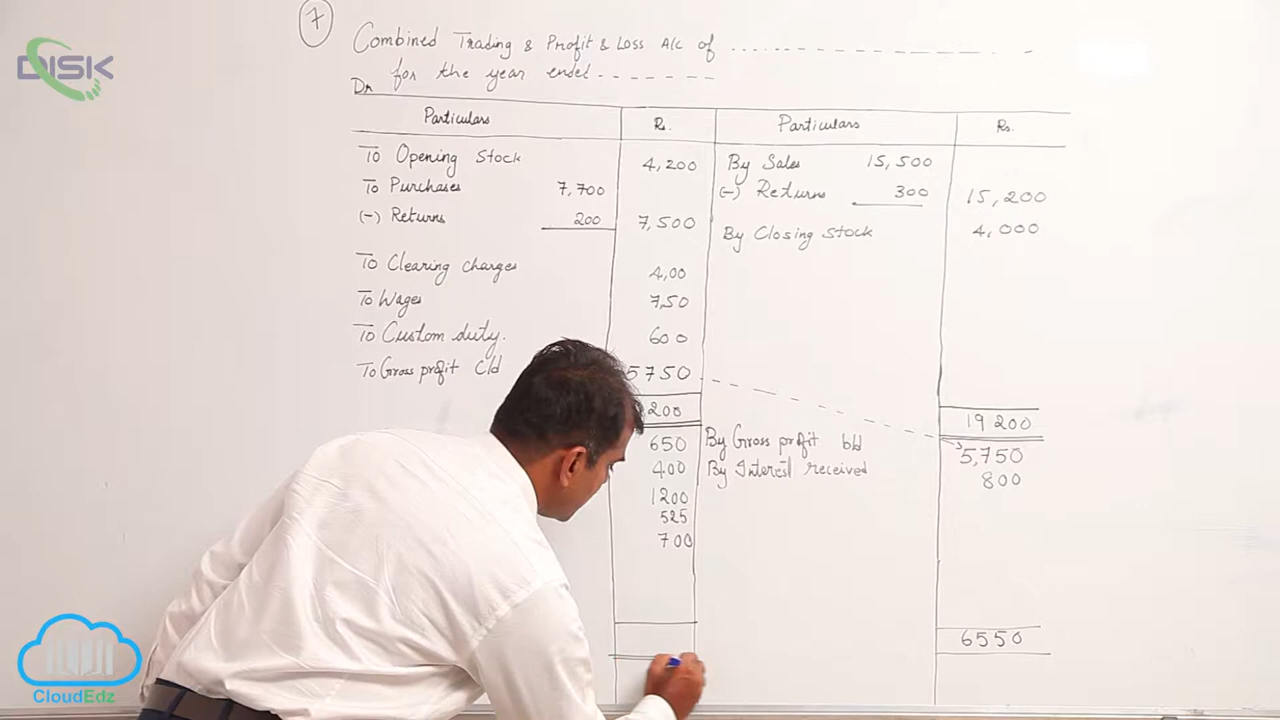 7
DISK
Combined Trading & Profit & Loss A/c of
for the year ended
Dr
Particulars Rs. Particulars Rs.
To Opening Stock 4,200 By Sales 15,500
To Purchases 7,700 (-) Returns 300 15,200
(-) Returns 200 7,500 By Closing Stock 4,000
To Clearing charges 4,00
To Wages 7,50
To Custom duty. 600
To Gross profit c/d 5750
200 19 200
650 By Gross profit b/d 5,750
400 By Interest received 800
1200
525
700
6550
CloudEdz